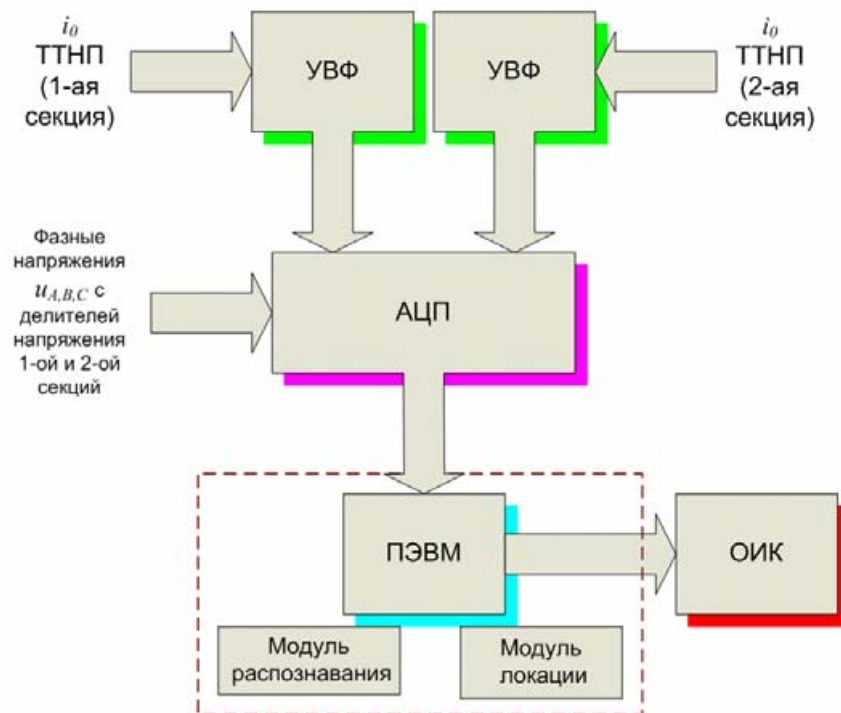 i₀
ТТНП
(1-ая
секция)
УВФ
УВФ
i₀
ТТНП
(2-ая
секция)
Фазные
напряжения
u_A,B,C с
делителей
напряжения
1-ой и 2-ой
секций
АЦП
ПЭВМ
ОИК
Модуль
распознавания
Модуль
локации